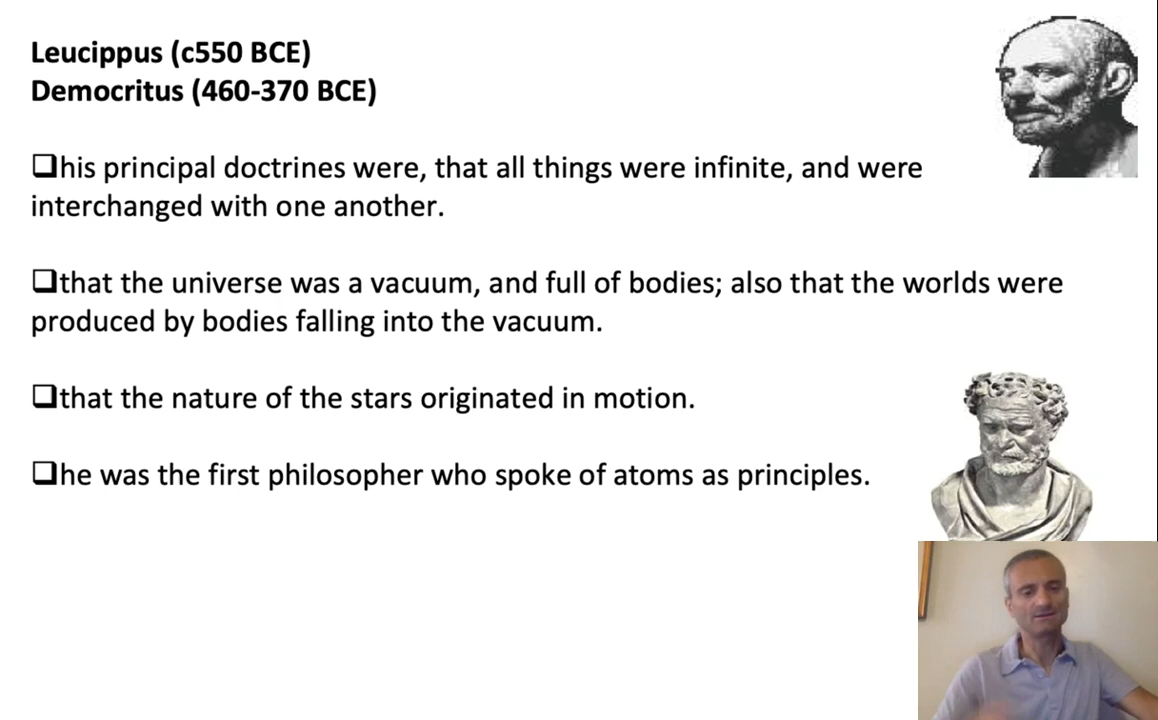 Leucippus (c550 BCE)
Democritus (460-370 BCE)
❑his principal doctrines were, that all things were infinite, and were
interchanged with one another.
❑that the universe was a vacuum, and full of bodies; also that the worlds were
produced by bodies falling into the vacuum.
❑that the nature of the stars originated in motion.
❑he was the first philosopher who spoke of atoms as principles.